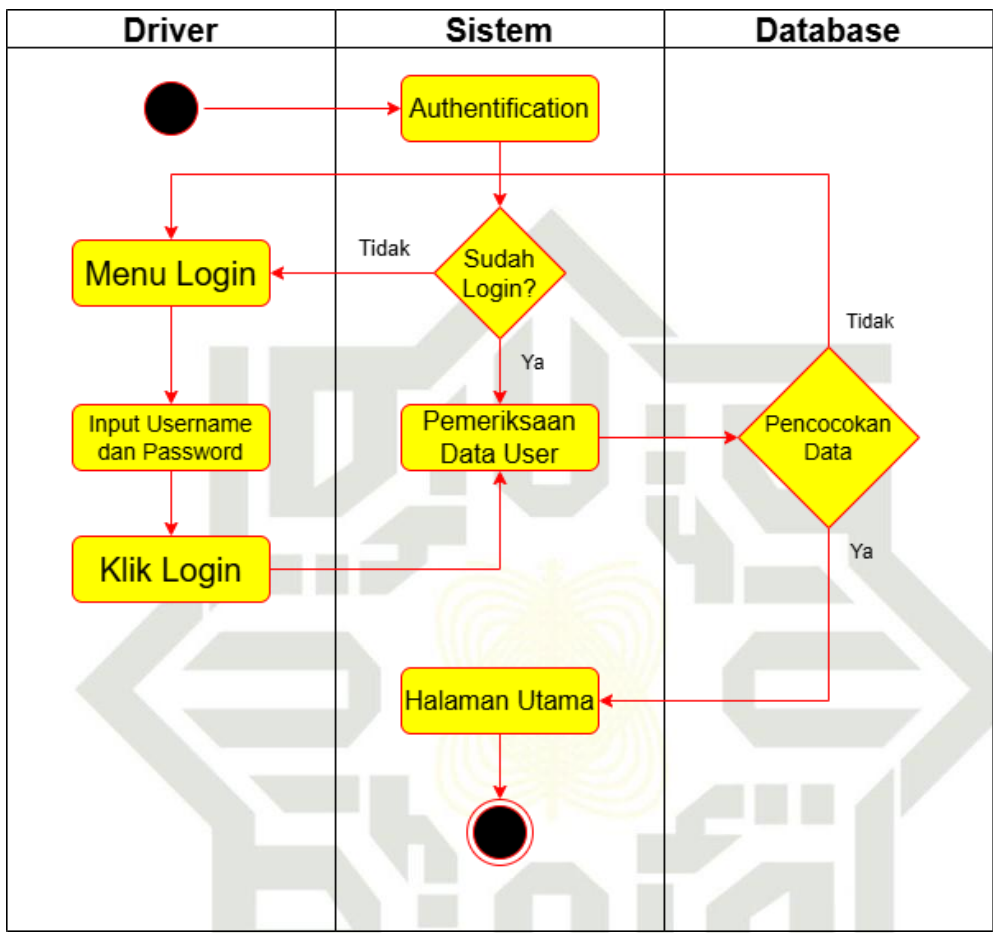 Driver
Sistem
Database
Authentification
Tidak
Sudah
Login?
Menu Login
Tidak
Ya
Input Username
dan Password
Pemeriksaan
Data User
Pencocokan
Data
Ya
Klik Login
Halaman Utama